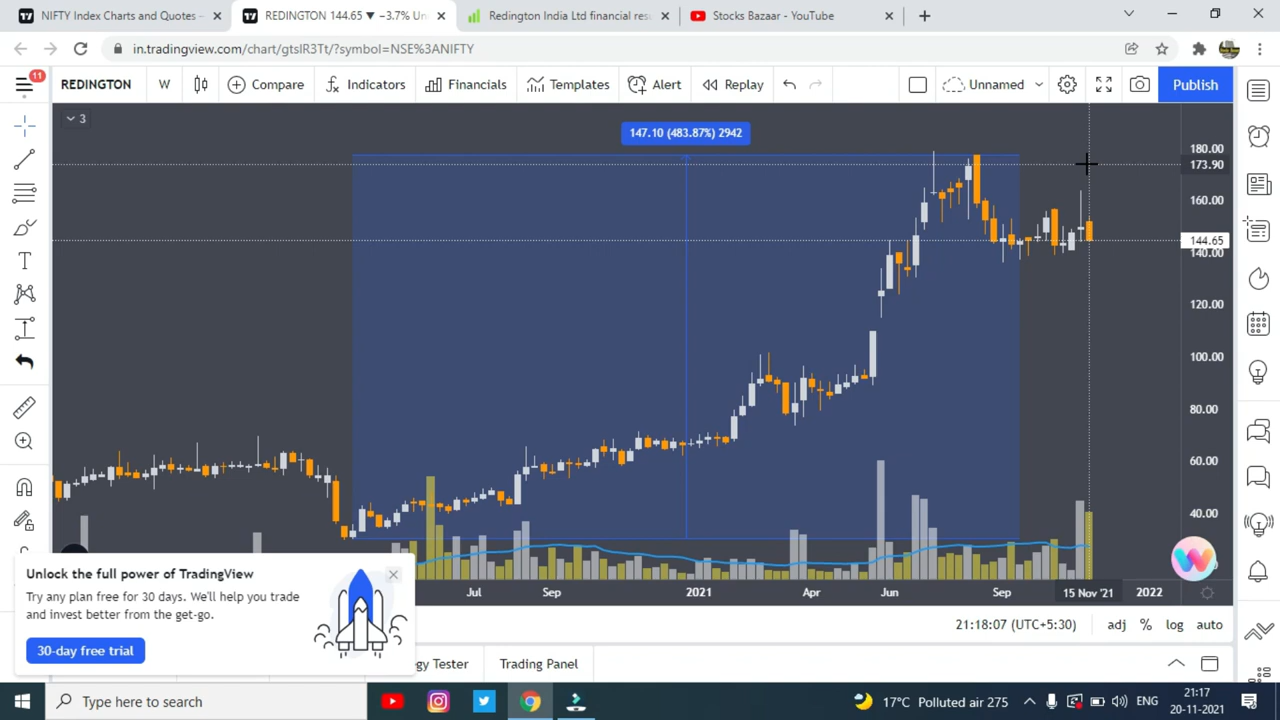 NIFTY Index Charts and Quotes –
REDINGTON 144.65 ▼ −3.7% Un
Redington India Ltd financial resu
Stocks Bazaar - YouTube
in.tradingview.com/chart/gtslR3Tt/?symbol=NSE%3ANIFTY
11
REDINGTON
W
Compare
Indicators
Financials
Templates
Alert
Replay
Unnamed
Publish
3
147.10 (483.87%) 2942
180.00
173.90
160.00
144.65
140.00
120.00
100.00
80.00
60.00
40.00
Jul
Sep
2021
Apr
Jun
Sep
15 Nov '21
2022
Unlock the full power of TradingView
Try any plan free for 30 days. We'll help you trade
and invest better from the get-go.
30-day free trial
21:18:07 (UTC+5:30)
adj
%
log
auto
gy Tester
Trading Panel
Type here to search
17°C Polluted air 275
ENG
21:17
20-11-2021